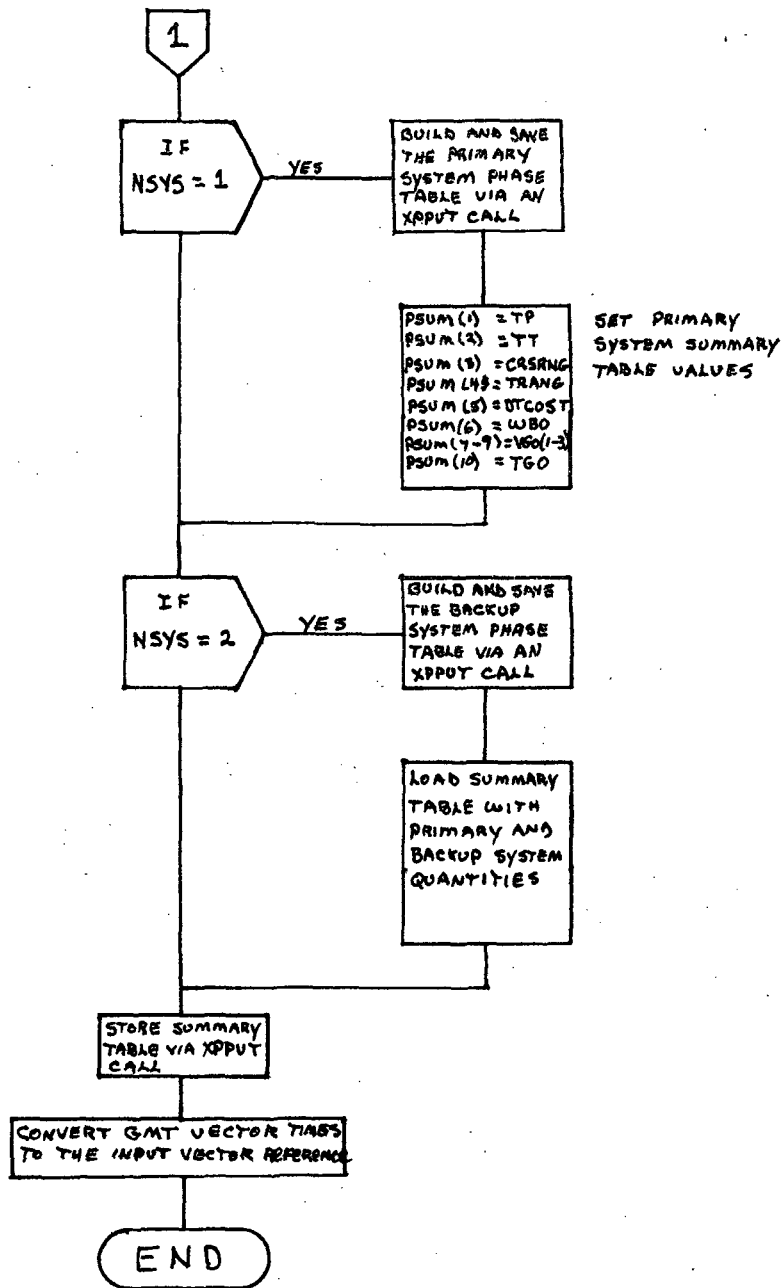 1
IF
NSYS = 1
YES
BUILD AND SAVE
THE PRIMARY
SYSTEM PHASE
TABLE VIA AN
XPPUT CALL
PSUM(1) = TP
PSUM(2) = TT
PSUM(3) = CRSRNG
PSUM(4) = TRANG
PSUM(5) = DTCOST
PSUM(6) = WBO
PSUM(7-9)=VGO(1-3)
PSUM(10) = TGO
SET PRIMARY
SYSTEM SUMMARY
TABLE VALUES
IF
NSYS = 2
YES
BUILD AND SAVE
THE BACKUP
SYSTEM PHASE
TABLE VIA AN
XPPUT CALL
LOAD SUMMARY
TABLE WITH
PRIMARY AND
BACKUP SYSTEM
QUANTITIES
STORE SUMMARY
TABLE VIA XPPUT
CALL
CONVERT GMT VECTOR TIMES
TO THE INPUT VECTOR REFERENCE
END